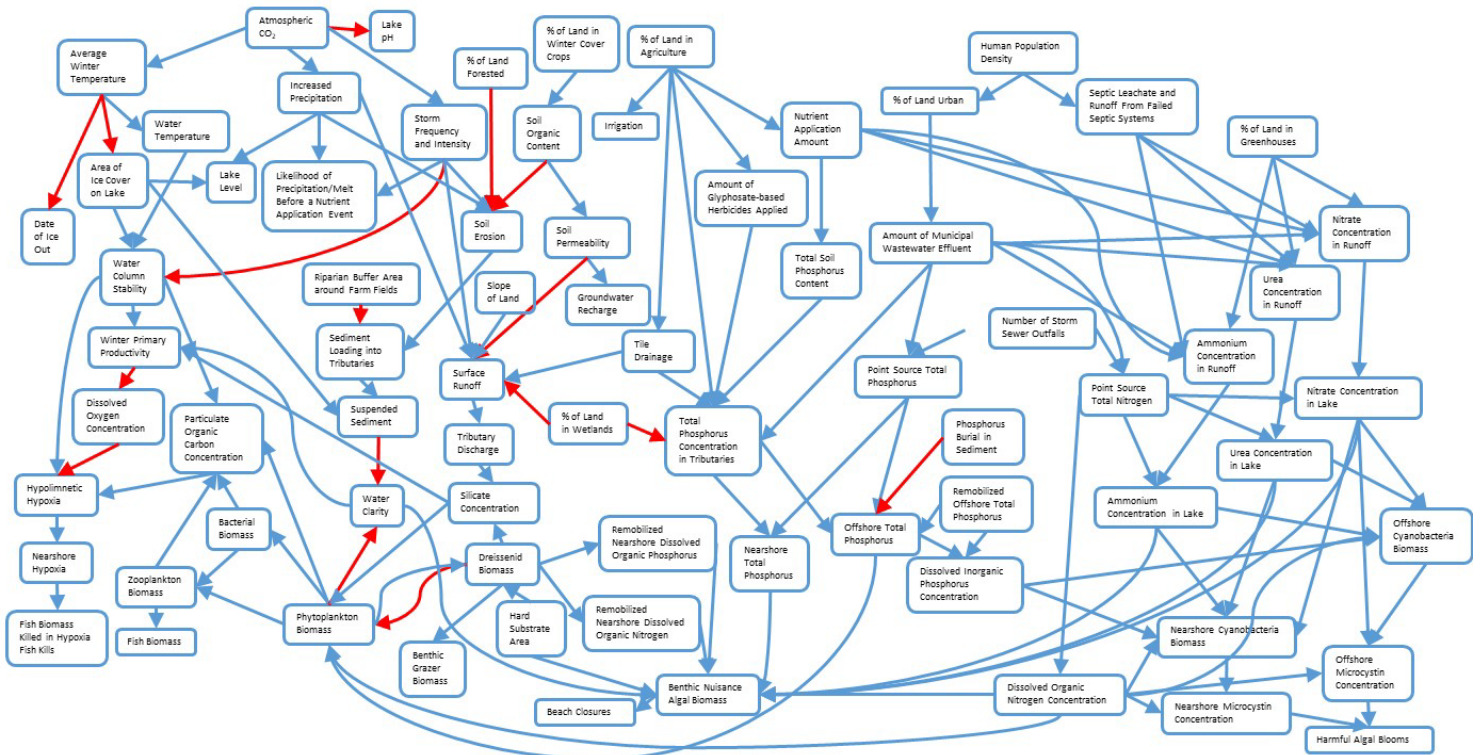 Atmospheric
CO₂
Lake
pH
% of Land in
Winter Cover
Crops
% of Land in
Agriculture
Human Population
Density
Average
Winter
Temperature
% of Land
Forested
Increased
Precipitation
% of Land Urban
Septic Leachate and
Runoff From Failed
Septic Systems
Water
Temperature
Storm
Frequency
and Intensity
Soil
Organic
Content
Irrigation
Nutrient
Application
Amount
% of Land in
Greenhouses
Area of
Ice Cover
on Lake
Lake
Level
Likelihood of
Precipitation/Melt
Before a Nutrient
Application Event
Amount of
Glyphosate-based
Herbicides Applied
Date
of Ice
Out
Soil
Erosion
Soil
Permeability
Amount of Municipal
Wastewater Effluent
Nitrate
Concentration
in Runoff
Water
Column
Stability
Riparian Buffer Area
around Farm Fields
Slope
of Land
Groundwater
Recharge
Total Soil
Phosphorus
Content
Urea
Concentration
in Runoff
Winter Primary
Productivity
Sediment
Loading into
Tributaries
Surface
Runoff
Tile
Drainage
Number of Storm
Sewer Outfalls
Ammonium
Concentration
in Runoff
Point Source Total
Phosphorus
Point Source
Total Nitrogen
Nitrate Concentration
in Lake
Dissolved
Oxygen
Concentration
Particulate
Organic
Carbon
Concentration
Suspended
Sediment
Tributary
Discharge
% of Land
in Wetlands
Total
Phosphorus
Concentration
in Tributaries
Phosphorus
Burial in
Sediment
Urea Concentration
in Lake
Hypolimnetic
Hypoxia
Water
Clarity
Silicate
Concentration
Remobilized
Offshore Total
Phosphorus
Ammonium
Concentration in Lake
Bacterial
Biomass
Remobilized
Nearshore Dissolved
Organic Phosphorus
Offshore Total
Phosphorus
Offshore
Cyanobacteria
Biomass
Nearshore
Hypoxia
Zooplankton
Biomass
Dreissenid
Biomass
Nearshore
Total
Phosphorus
Dissolved Inorganic
Phosphorus
Concentration
Fish Biomass
Killed in Hypoxia
Fish Kills
Fish Biomass
Phytoplankton
Biomass
Hard
Substrate
Area
Remobilized
Nearshore Dissolved
Organic Nitrogen
Nearshore Cyanobacteria
Biomass
Benthic
Grazer
Biomass
Benthic Nuisance
Algal Biomass
Dissolved Organic
Nitrogen Concentration
Offshore
Microcystin
Concentration
Beach Closures
Nearshore Microcystin
Concentration
Harmful Algal Blooms